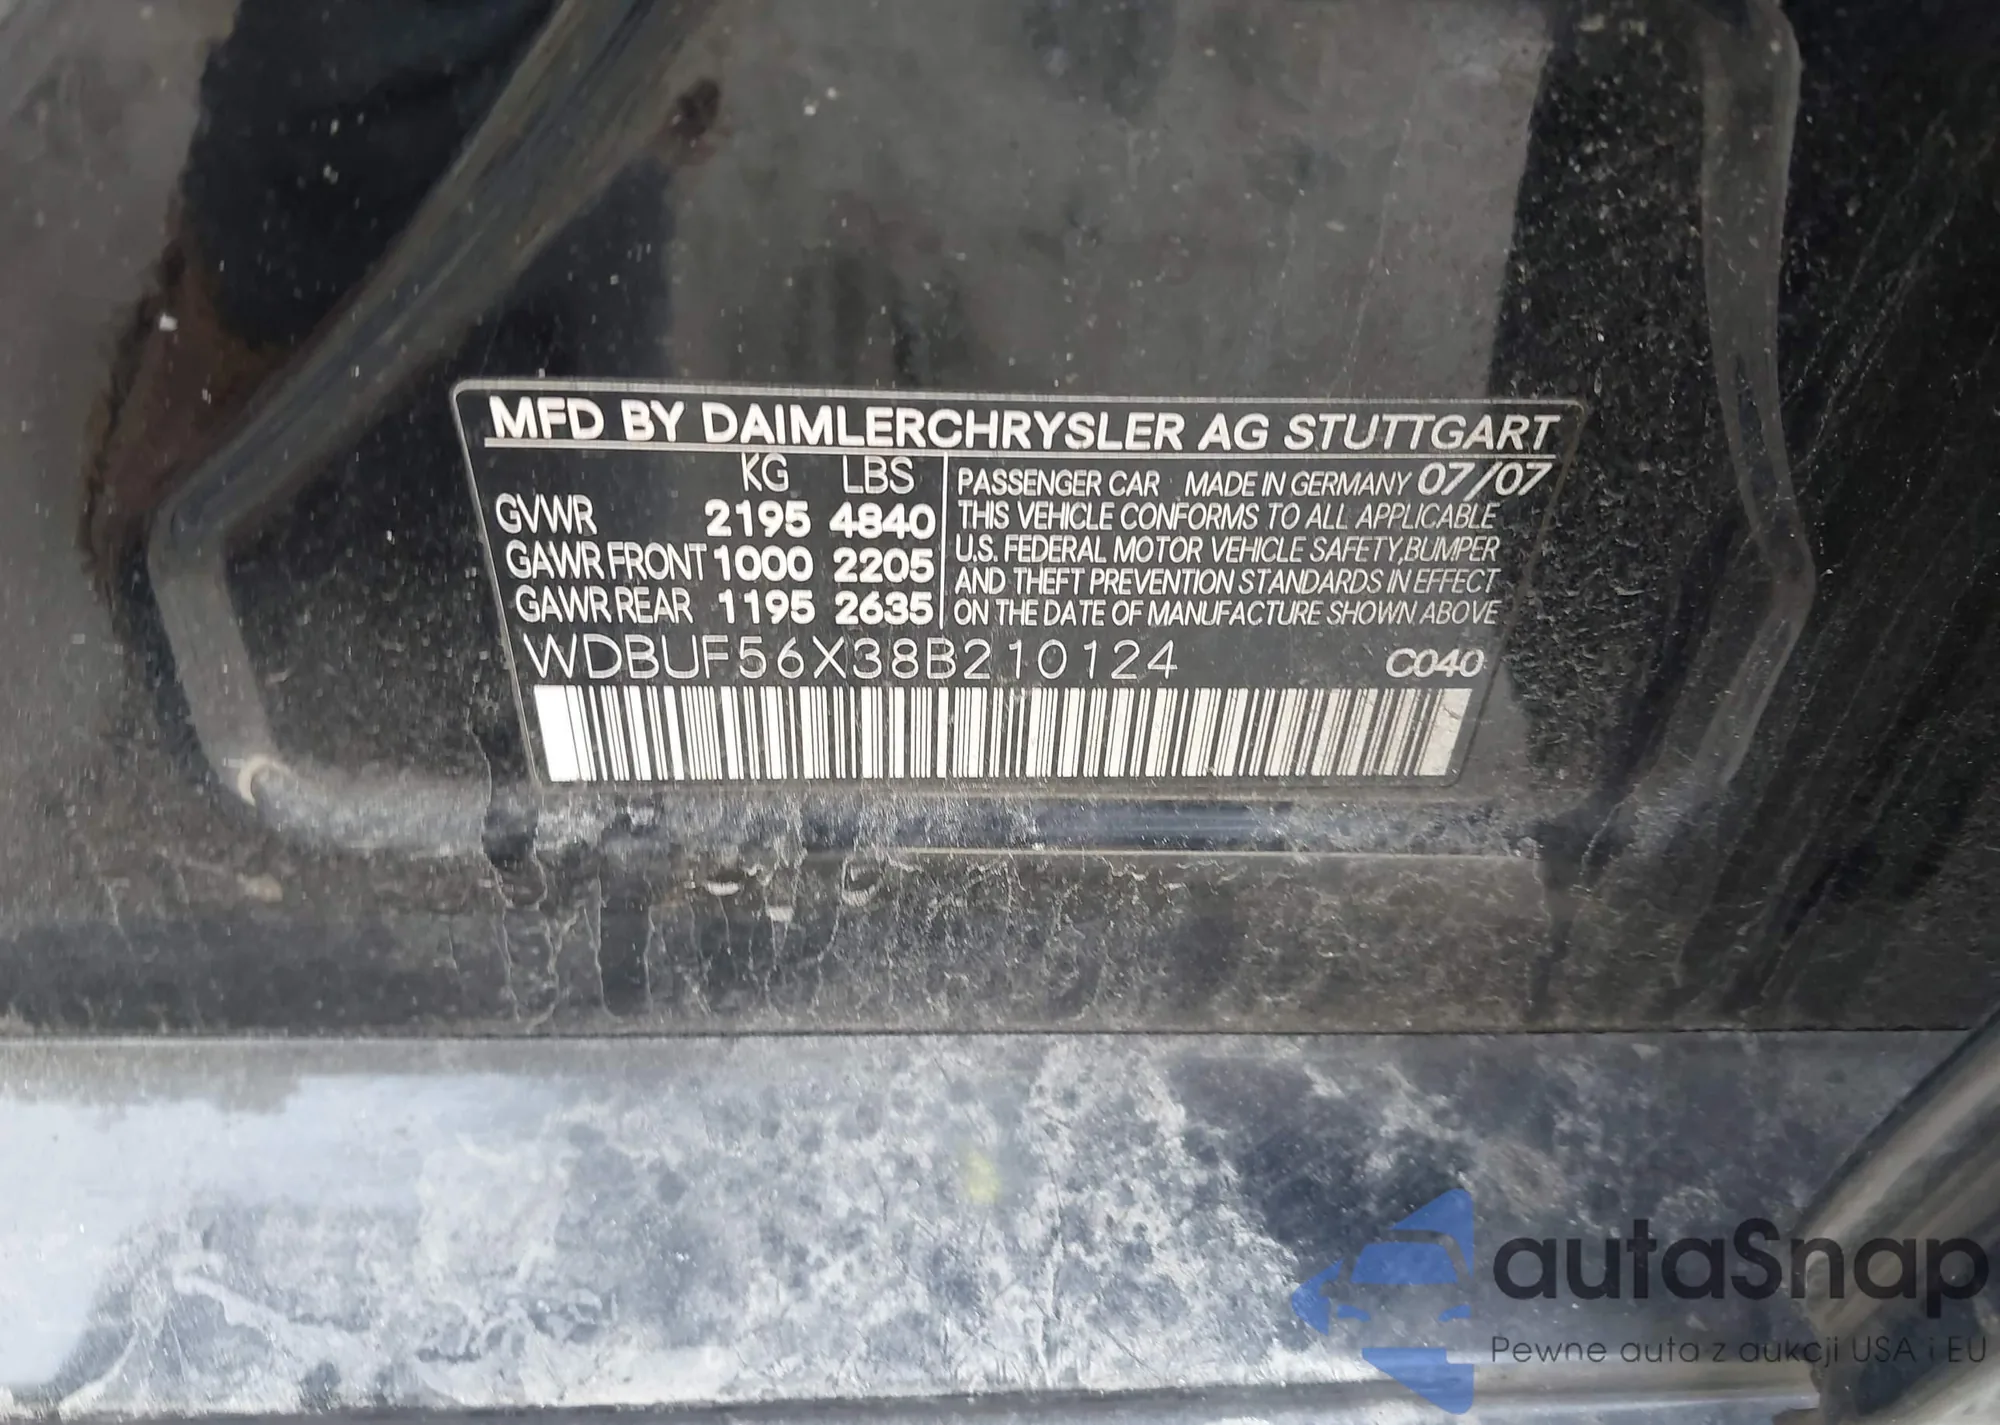 MFD BY DAIMLERCHRYSLER AG STUTTGART
KG LBS
GVWR 2195 4840
GAWR FRONT 1000 2205
GAWR REAR 1195 2635
PASSENGER CAR MADE IN GERMANY 07/07
THIS VEHICLE CONFORMS TO ALL APPLICABLE
U.S. FEDERAL MOTOR VEHICLE SAFETY, BUMPER
AND THEFT PREVENTION STANDARDS IN EFFECT
ON THE DATE OF MANUFACTURE SHOWN ABOVE
WDBUF56X38B210124 C040
autaSnap
Pewne auta z aukcji USA i EU